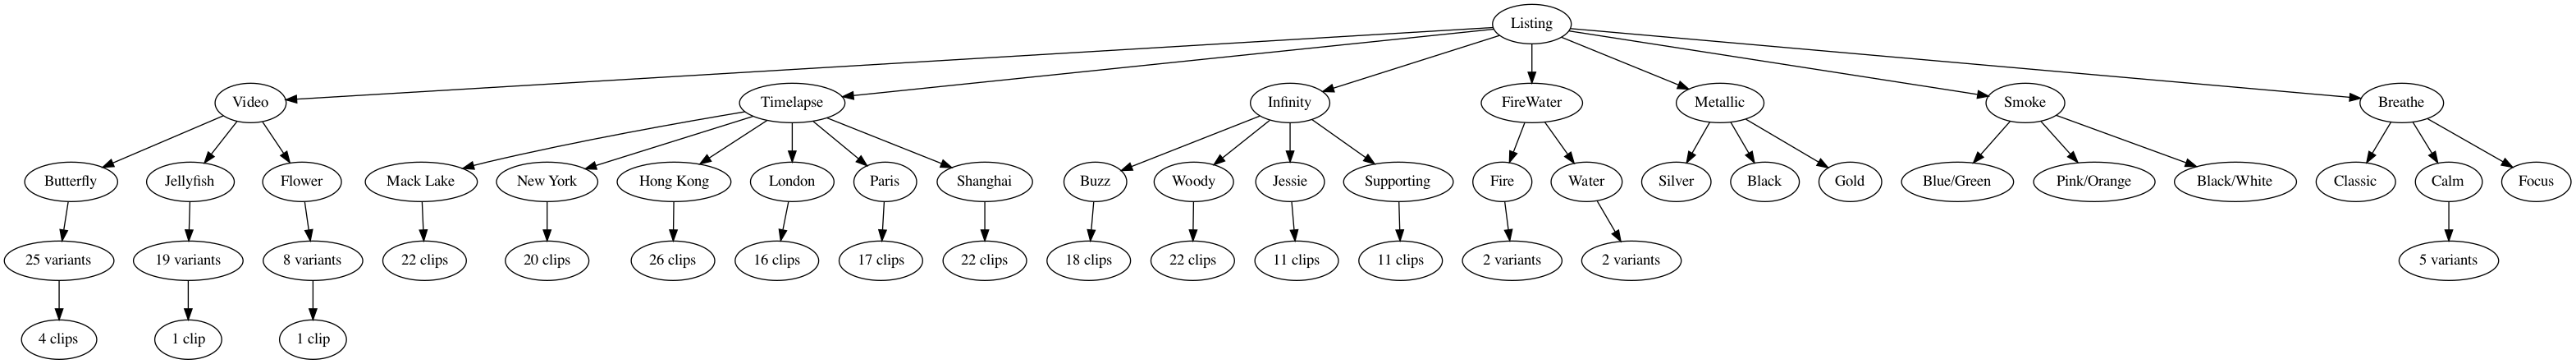 Listing
Video
Timelapse
Infinity
FireWater
Metallic
Smoke
Breathe
Butterfly
Jellyfish
Flower
Mack Lake
New York
Hong Kong
London
Paris
Shanghai
Buzz
Woody
Jessie
Supporting
Fire
Water
Silver
Black
Gold
Blue/Green
Pink/Orange
Black/White
Classic
Calm
Focus
25 variants
19 variants
8 variants
22 clips
20 clips
26 clips
16 clips
17 clips
22 clips
18 clips
22 clips
11 clips
11 clips
2 variants
2 variants
5 variants
4 clips
1 clip
1 clip